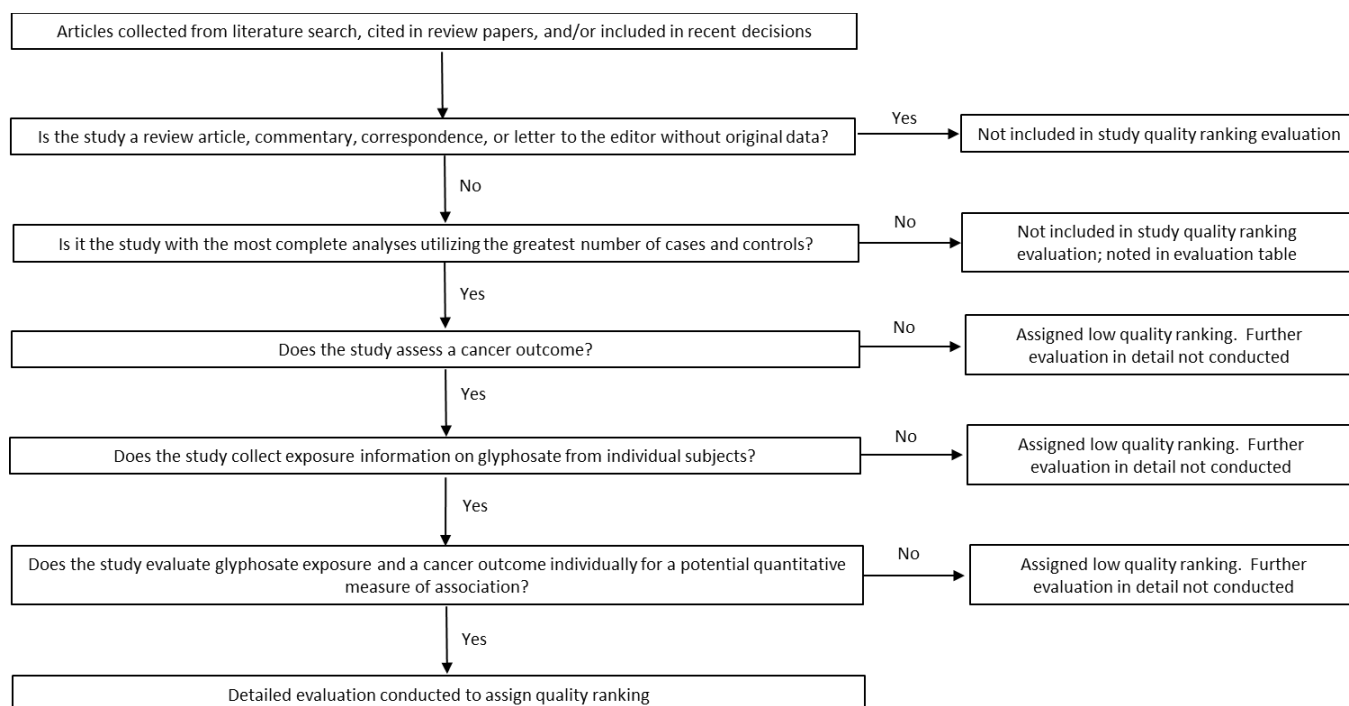 Articles collected from literature search, cited in review papers, and/or included in recent decisions
Is the study a review article, commentary, correspondence, or letter to the editor without original data?
Yes
Not included in study quality ranking evaluation
No
Is it the study with the most complete analyses utilizing the greatest number of cases and controls?
No
Not included in study quality ranking
evaluation; noted in evaluation table
Yes
Does the study assess a cancer outcome?
No
Assigned low quality ranking. Further
evaluation in detail not conducted
Yes
Does the study collect exposure information on glyphosate from individual subjects?
No
Assigned low quality ranking. Further
evaluation in detail not conducted
Yes
Does the study evaluate glyphosate exposure and a cancer outcome individually for a potential quantitative
measure of association?
No
Assigned low quality ranking. Further
evaluation in detail not conducted
Yes
Detailed evaluation conducted to assign quality ranking